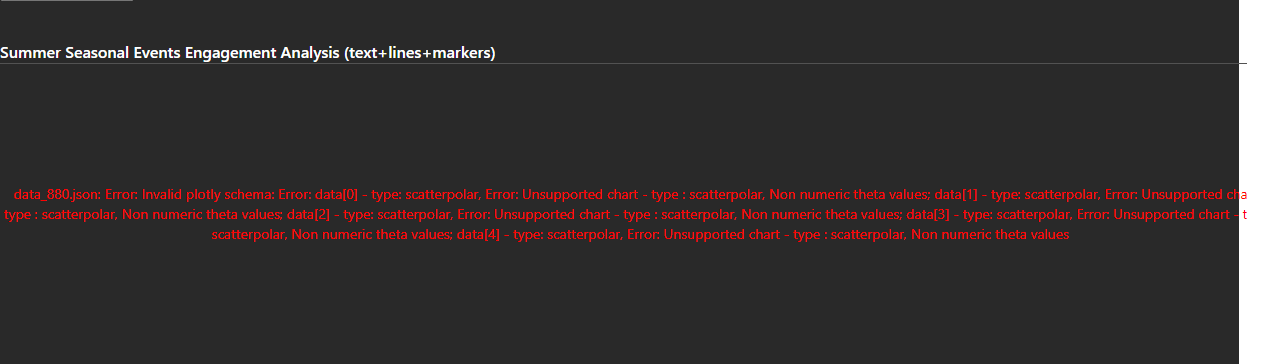 Summer Seasonal Events Engagement Analysis (text+lines+markers)
data_880.json: Error: Invalid plotly schema: Error: data[0] - type: scatterpolar, Error: Unsupported chart - type : scatterpolar, Non numeric theta values; data[1] - type: scatterpolar, Error: Unsupported cha
type : scatterpolar, Non numeric theta values; data[2] - type: scatterpolar, Error: Unsupported chart - type : scatterpolar, Non numeric theta values; data[3] - type: scatterpolar, Error: Unsupported chart - t
scatterpolar, Non numeric theta values; data[4] - type: scatterpolar, Error: Unsupported chart - type : scatterpolar, Non numeric theta values